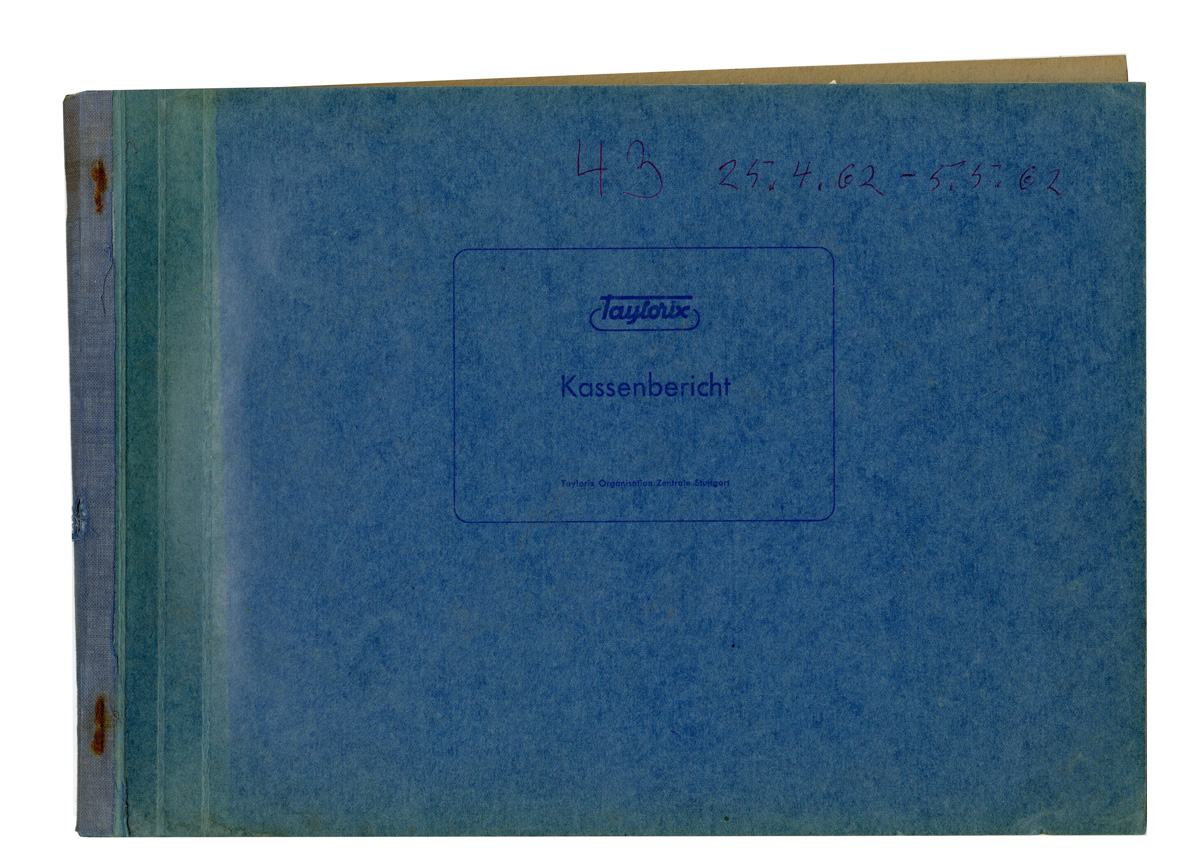 43 25.4.62 - 5.5.62
Taylorix
Kassenbericht
Taylorix Organisation Zentrale Stuttgart